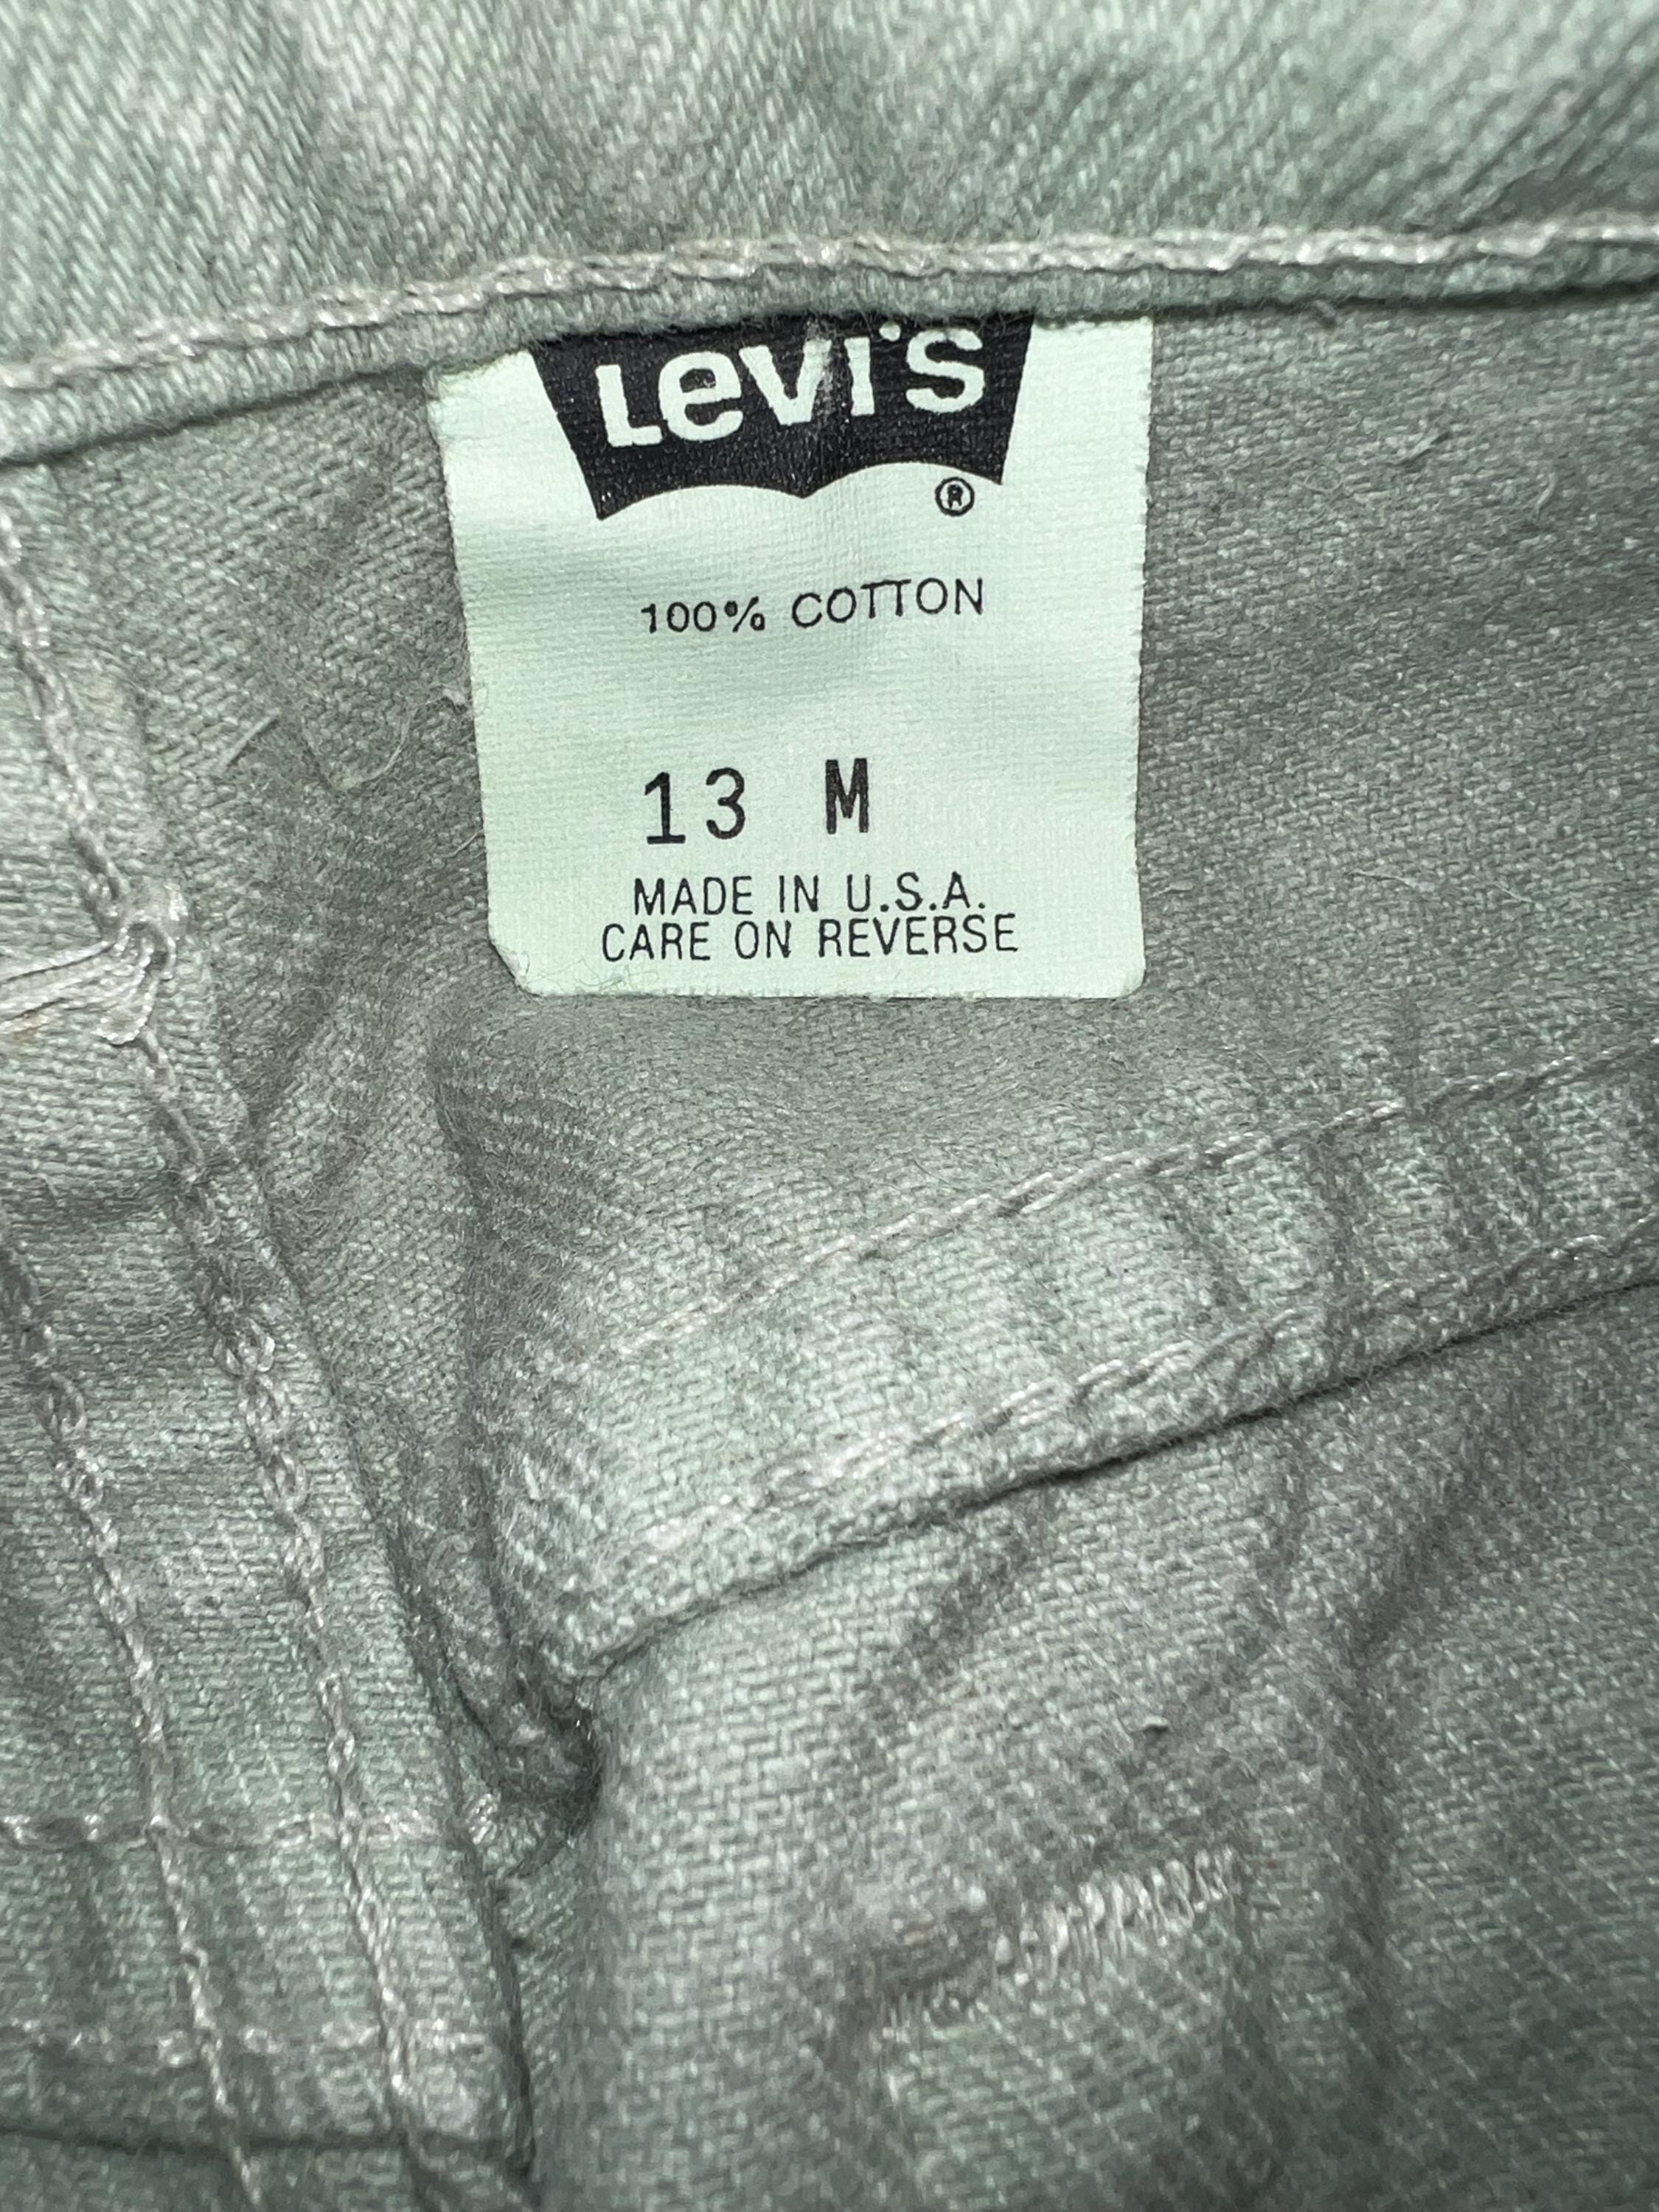 Levi's
®
100% COTTON
13 M
MADE IN U.S.A.
CARE ON REVERSE